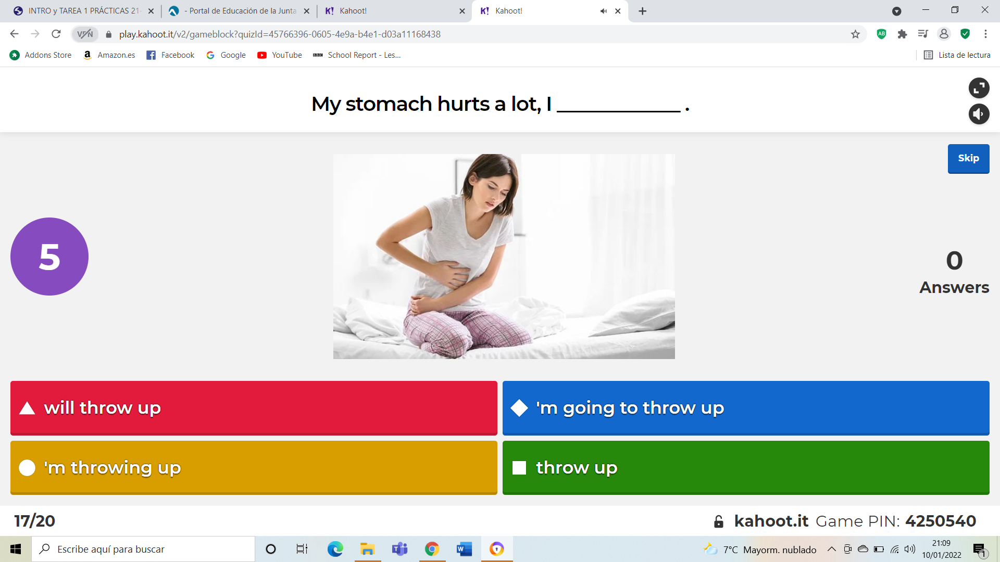 INTRO y TAREA 1 PRÁCTICAS 21-
- Portal de Educación de la Junta
K! Kahoot!
K! Kahoot!
VPN
play.kahoot.it/v2/gameblock?quizId=45766396-0605-4e9a-b4e1-d03a11168438
AB
Addons Store
Amazon.es
Facebook
Google
YouTube
BBC School Report - Les...
Lista de lectura
My stomach hurts a lot, I ____________ .
Skip
5
0
Answers
will throw up
'm going to throw up
'm throwing up
throw up
17/20
kahoot.it Game PIN: 4250540
Escribe aquí para buscar
7°C Mayorm. nublado
21:09
10/01/2022
1